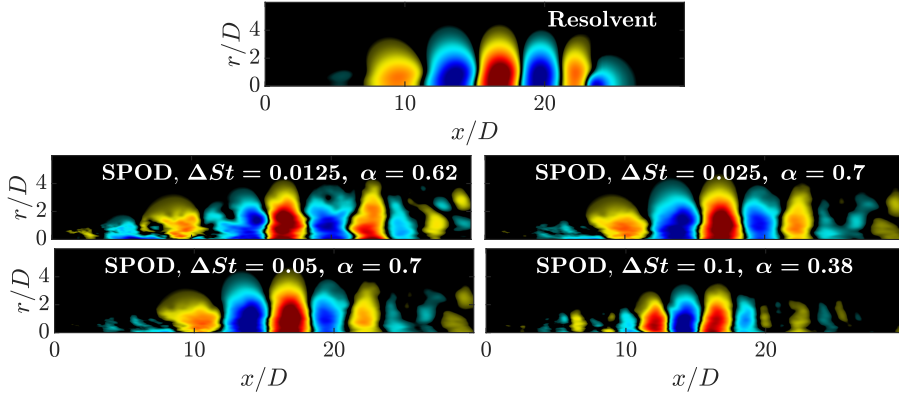 Resolvent
r/D
4
2
0
0
10
20
x/D
SPOD, ΔSt = 0.0125, α = 0.62
SPOD, ΔSt = 0.025, α = 0.7
r/D
4
2
0
SPOD, ΔSt = 0.05, α = 0.7
SPOD, ΔSt = 0.1, α = 0.38
r/D
4
2
0
0
10
20
0
10
20
x/D
x/D